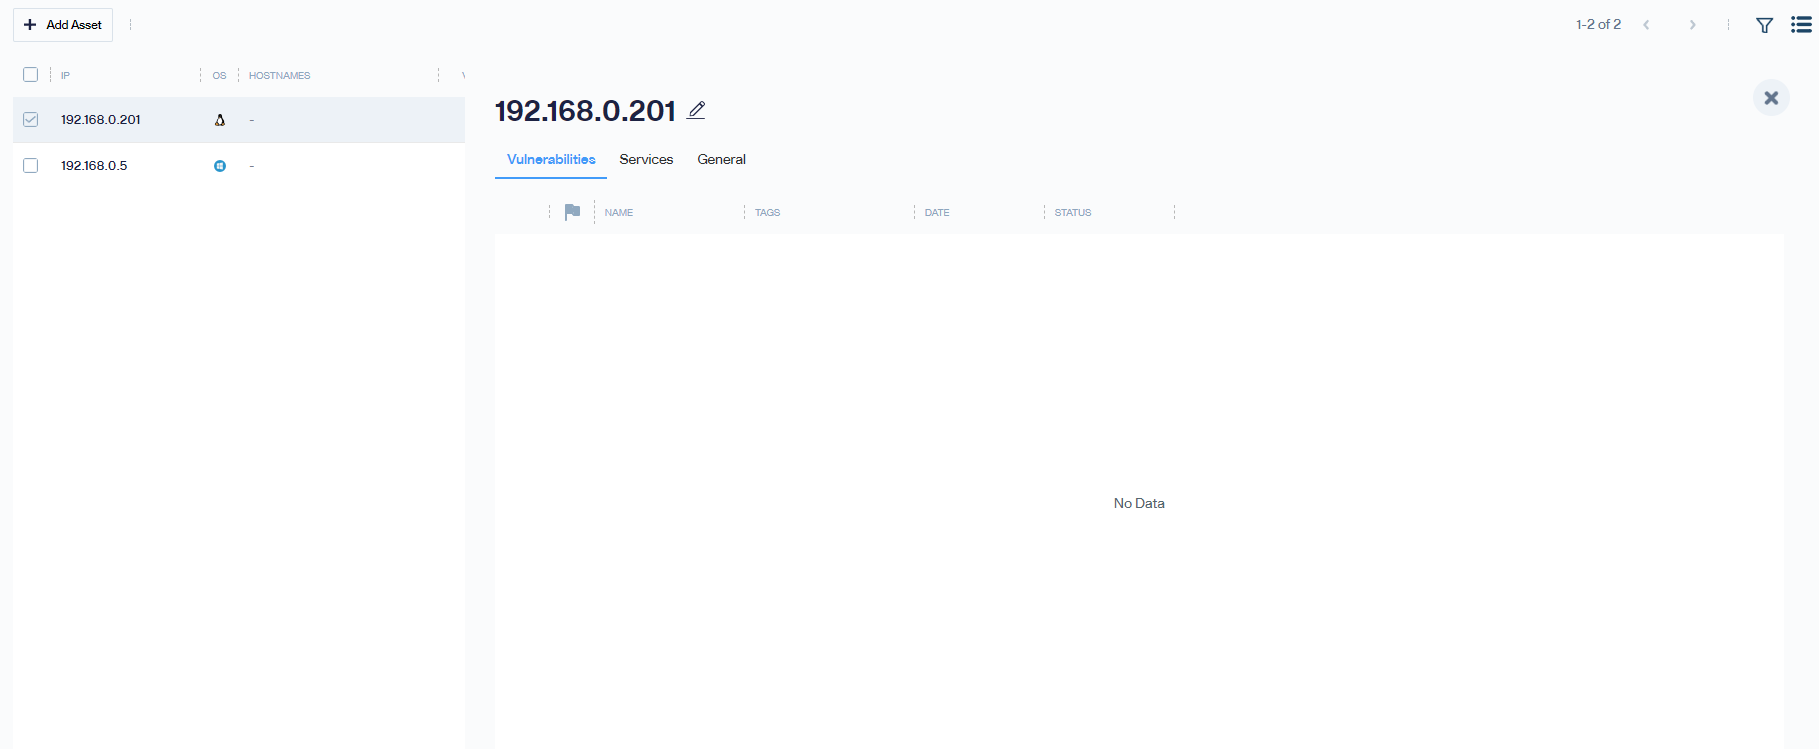 Add Asset
1-2 of 2
IP OS HOSTNAMES
192.168.0.201 -
192.168.0.5 -
192.168.0.201
Vulnerabilities Services General
NAME TAGS DATE STATUS
No Data